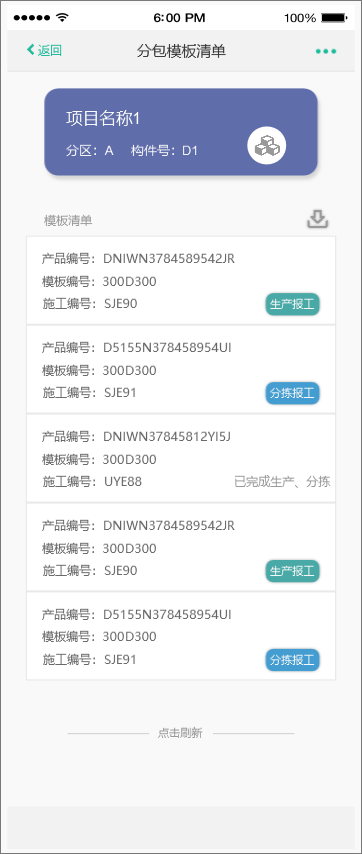 6:00 PM
100%
返回
分包模板清单
项目名称1
分区：A 构件号：D1
模板清单
产品编号：DNIWN3784589542JR
模板编号：300D300
施工编号：SJE90
生产报工
产品编号：D5155N378458954UI
模板编号：300D300
施工编号：SJE91
分拣报工
产品编号：DNIWN37845812YI5J
模板编号：300D300
施工编号：UYE88
已完成生产、分拣
产品编号：DNIWN3784589542JR
模板编号：300D300
施工编号：SJE90
生产报工
产品编号：D5155N378458954UI
模板编号：300D300
施工编号：SJE91
分拣报工
点击刷新